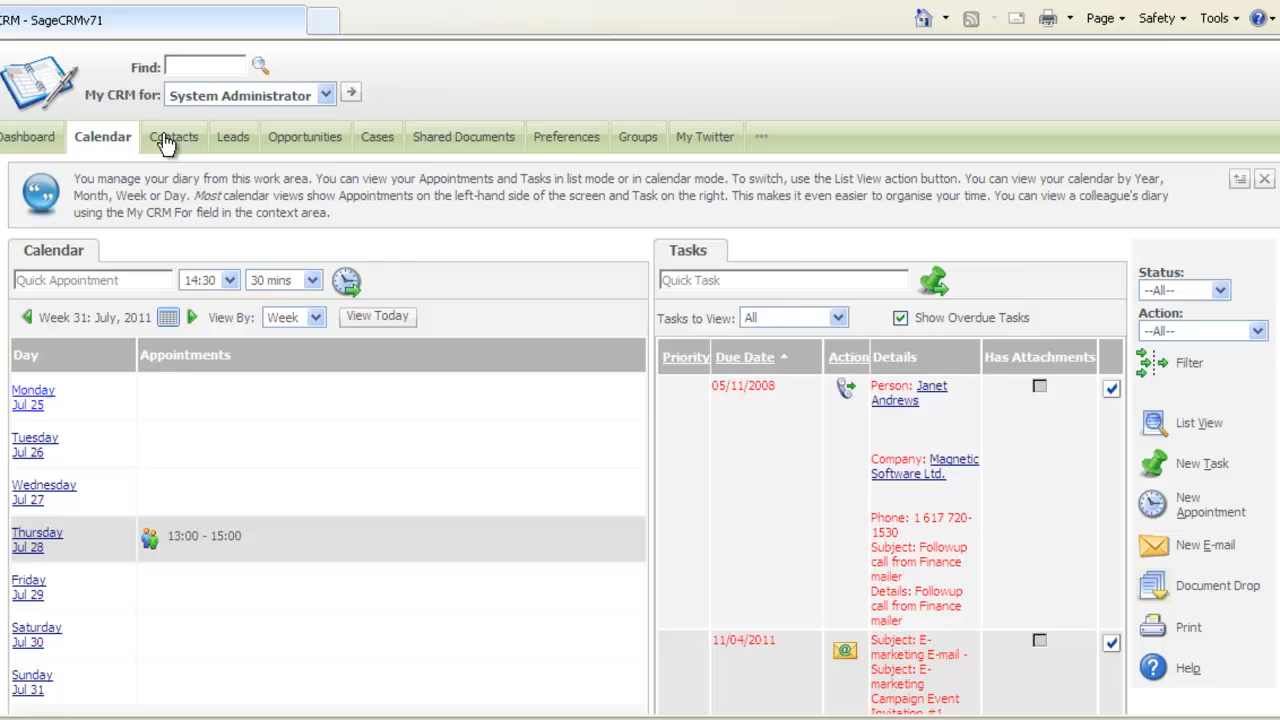 CRM - SageCRMv71
Page
Safety
Tools
Find:
My CRM for: System Administrator
Dashboard
Calendar
Contacts
Leads
Opportunities
Cases
Shared Documents
Preferences
Groups
My Twitter
You manage your diary from this work area. You can view your Appointments and Tasks in list mode or in calendar mode. To switch, use the List View action button. You can view your calendar by Year,
Month, Week or Day. Most calendar views show Appointments on the left-hand side of the screen and Task on the right. This makes it even easier to organise your time. You can view a colleague's diary
using the My CRM For field in the context area.
Calendar
Quick Appointment
14:30
30 mins
Week 31: July, 2011
View By:
Week
View Today
Day
Appointments
Monday
Jul 25
Tuesday
Jul 26
Wednesday
Jul 27
Thursday
Jul 28
13:00 - 15:00
Friday
Jul 29
Saturday
Jul 30
Sunday
Jul 31
Tasks
Quick Task
Tasks to View:
All
Show Overdue Tasks
Priority
Due Date
Action
Details
Has Attachments
05/11/2008
Person: Janet
Andrews
Company: Magnetic
Software Ltd.
Phone: 1 617 720-
1530
Subject: Followup
call from Finance
mailer
Details: Followup
call from Finance
mailer
11/04/2011
Subject: E-
marketing E-mail -
Subject: E-
marketing
Campaign Event
Invitation #1
Status:
--All--
Action:
--All--
Filter
List View
New Task
New
Appointment
New E-mail
Document Drop
Print
Help